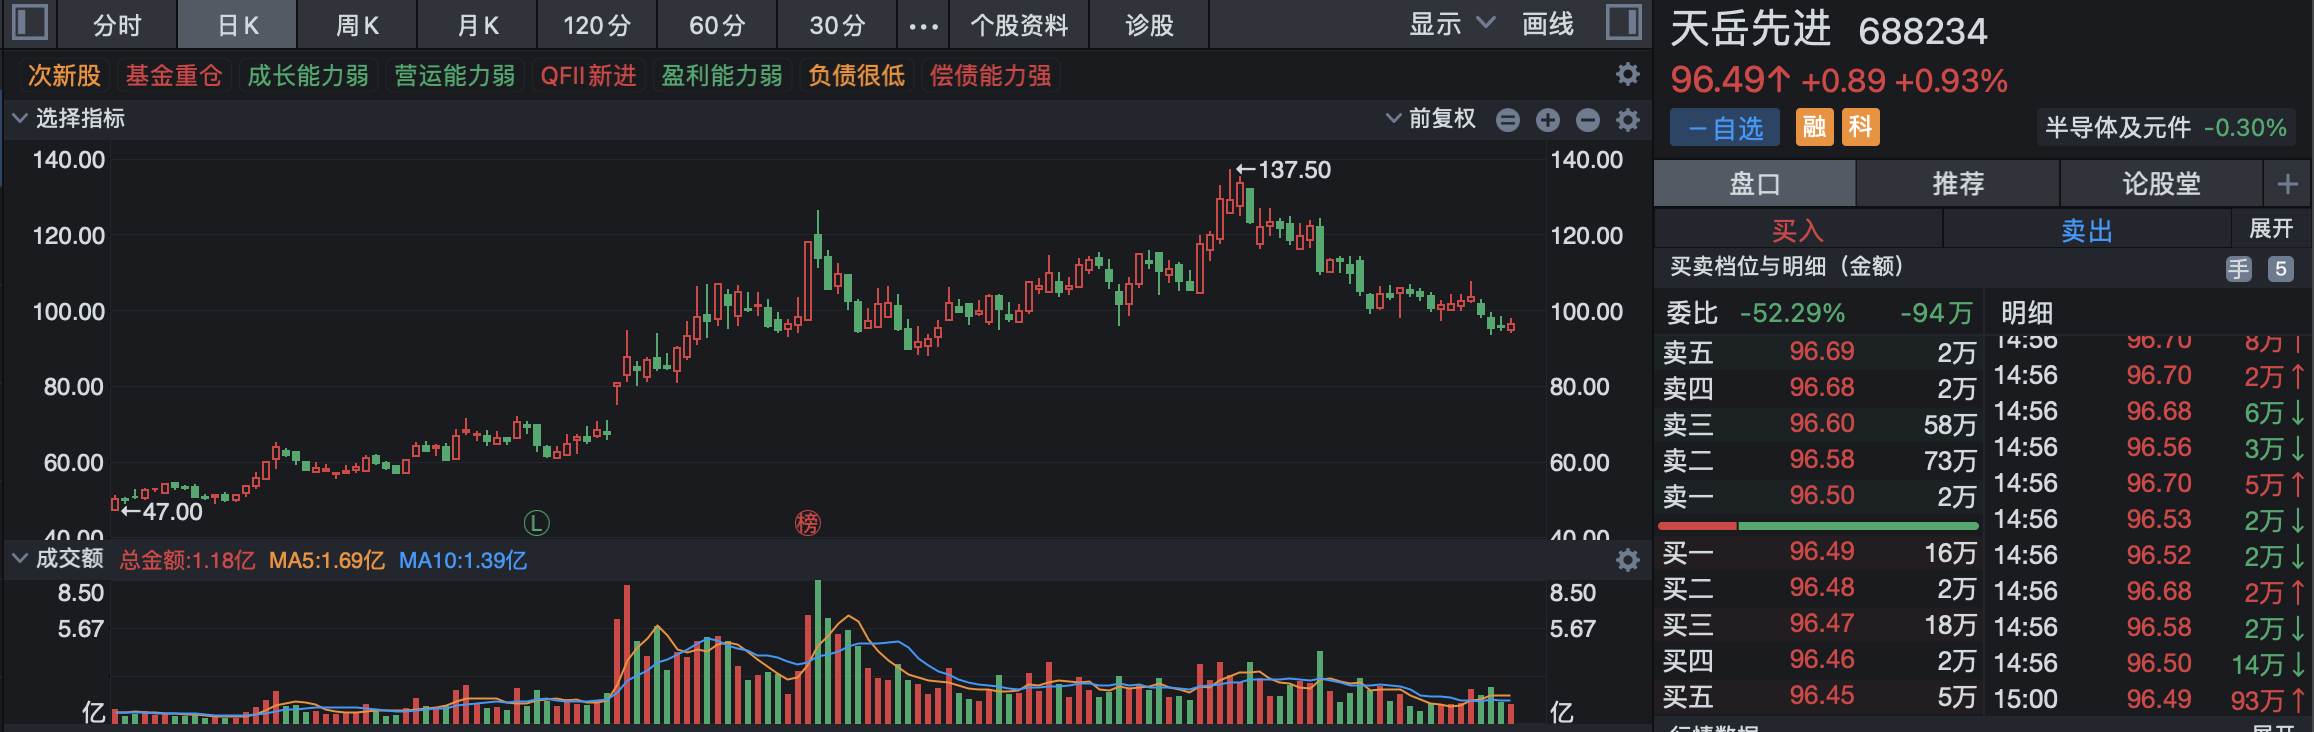 分时 日K 周K 月K 120分 60分 30分 ... 个股资料 诊股 显示 画线
次新股 基金重仓 成长能力弱 营运能力弱 QFII新进 盈利能力弱 负债很低 偿债能力强
选择指标 前复权
140.00 ←137.50 140.00
120.00 120.00
100.00 100.00
80.00 80.00
60.00 60.00
←47.00
40.00 L 榜 40.00
成交额 总金额:1.18亿 MA5:1.69亿 MA10:1.39亿
8.50 8.50
5.67 5.67
亿 亿
天岳先进 688234
96.49↑ +0.89 +0.93%
－自选 融 科 半导体及元件 -0.30%
盘口 推荐 论股堂 +
买入 卖出 展开
买卖档位与明细（金额） 手 5
委比 -52.29% -94万
卖五 96.69 2万
卖四 96.68 2万
卖三 96.60 58万
卖二 96.58 73万
卖一 96.50 2万
买一 96.49 16万
买二 96.48 2万
买三 96.47 18万
买四 96.46 2万
买五 96.45 5万
明细
14:56 96.70 8万↑
14:56 96.70 2万↑
14:56 96.68 6万↓
14:56 96.56 3万↓
14:56 96.70 5万↑
14:56 96.53 2万↓
14:56 96.52 2万↓
14:56 96.68 2万↑
14:56 96.58 2万↓
14:56 96.50 14万↓
15:00 96.49 93万↑
行情数据 展开